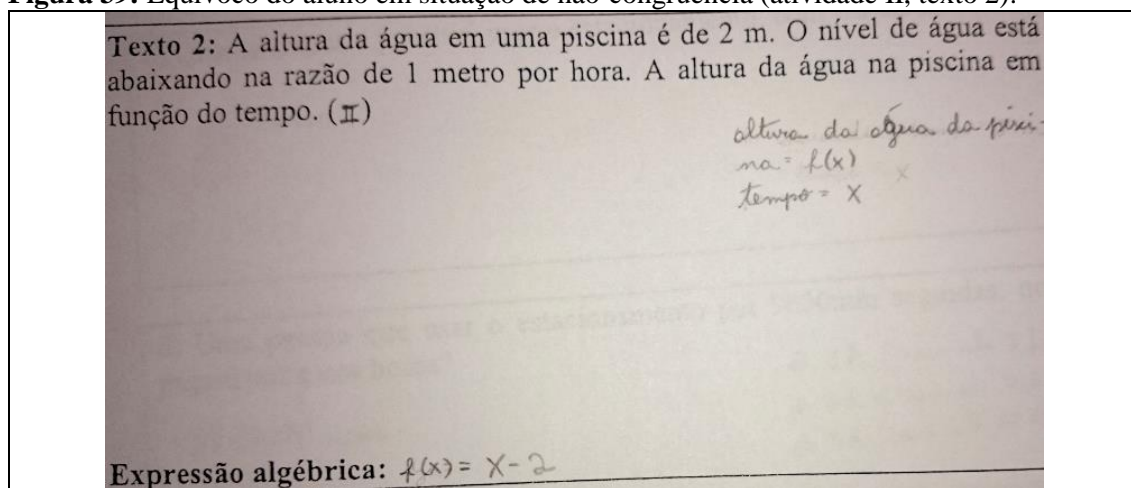 Figura 39: Equívoco do aluno em situação de não-congruência (atividade II, texto 2).
Texto 2: A altura da água em uma piscina é de 2 m. O nível de água está
abaixando na razão de 1 metro por hora. A altura da água na piscina em
função do tempo. (II)
altura da água da pisci-
na = f(x)
tempo = x
Expressão algébrica: f(x) = x - 2